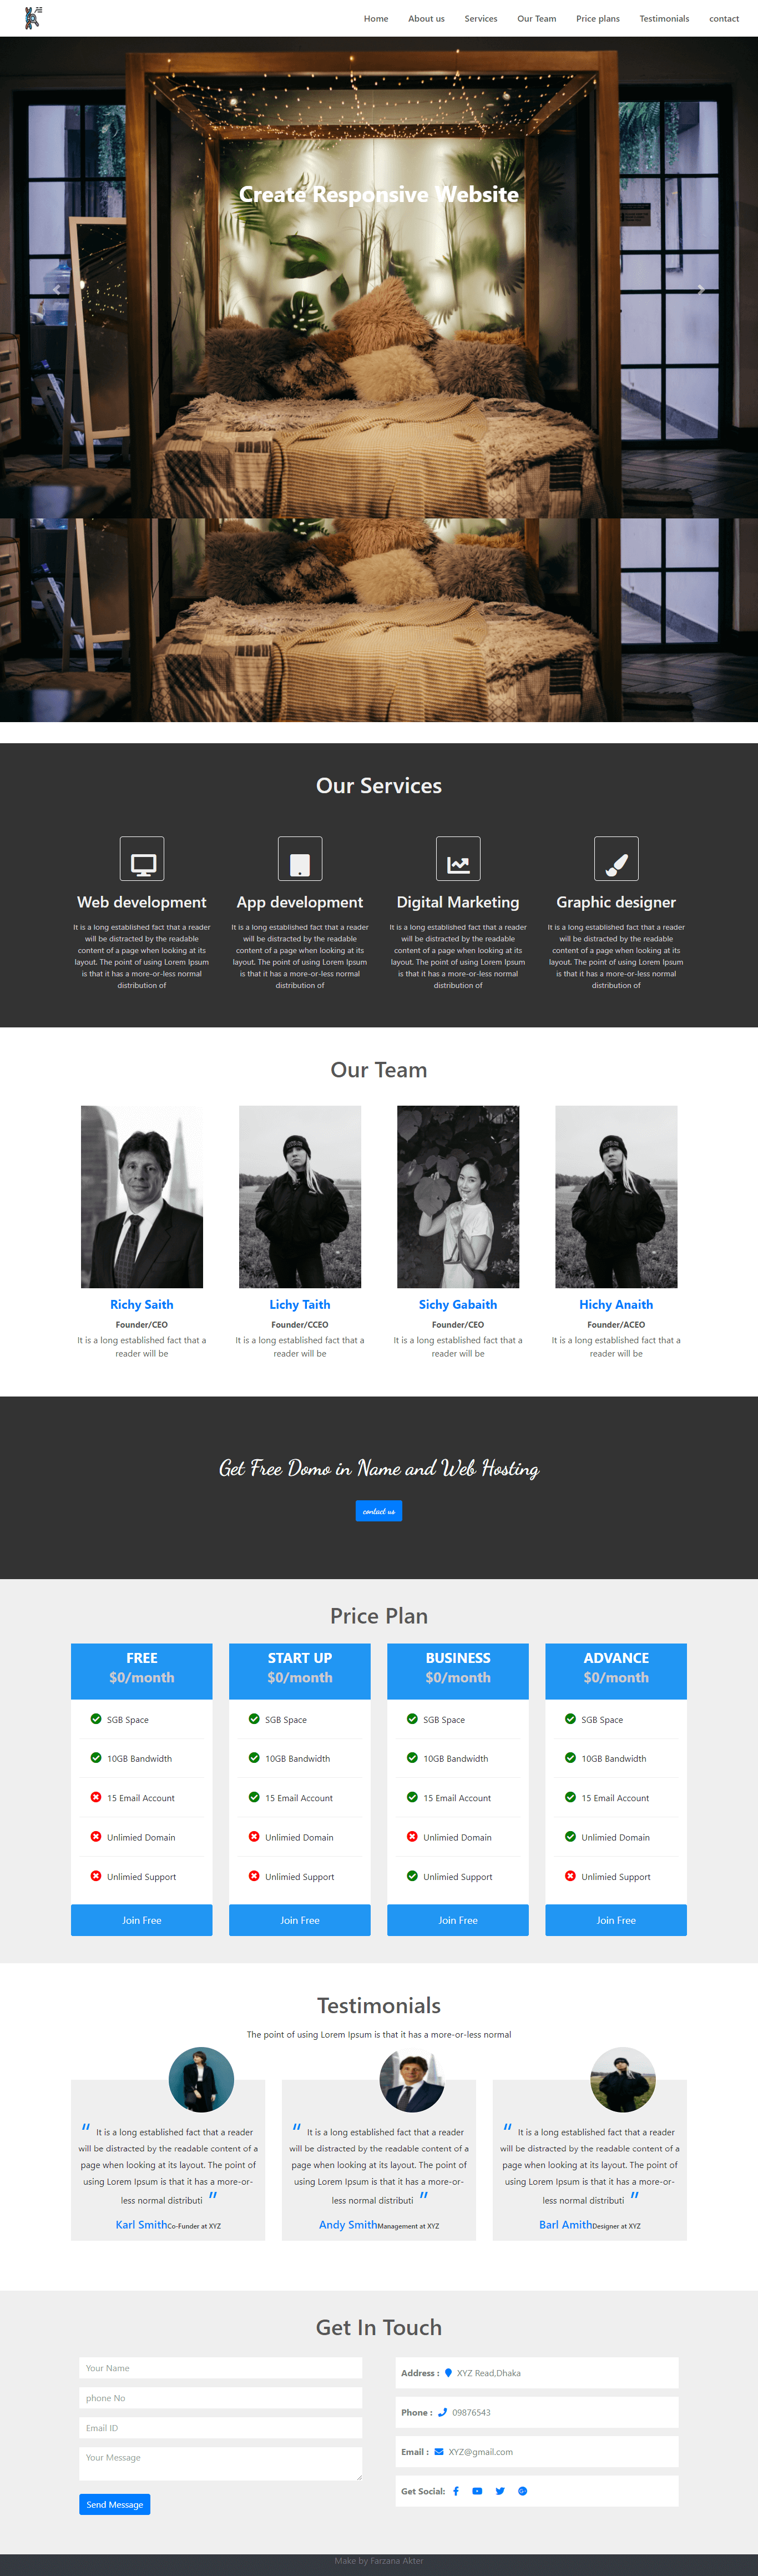 Home About us Services Our Team Price plans Testimonials contact
Create Responsive Website
Our Services
Web development
It is a long established fact that a reader
will be distracted by the readable
content of a page when looking at its
layout. The point of using Lorem Ipsum
is that it has a more-or-less normal
distribution of
App development
It is a long established fact that a reader
will be distracted by the readable
content of a page when looking at its
layout. The point of using Lorem Ipsum
is that it has a more-or-less normal
distribution of
Digital Marketing
It is a long established fact that a reader
will be distracted by the readable
content of a page when looking at its
layout. The point of using Lorem Ipsum
is that it has a more-or-less normal
distribution of
Graphic designer
It is a long established fact that a reader
will be distracted by the readable
content of a page when looking at its
layout. The point of using Lorem Ipsum
is that it has a more-or-less normal
distribution of
Our Team
Richy Saith
Founder/CEO
It is a long established fact that a
reader will be
Lichy Taith
Founder/CCEO
It is a long established fact that a
reader will be
Sichy Gabaith
Founder/CEO
It is a long established fact that a
reader will be
Hichy Anaith
Founder/ACEO
It is a long established fact that a
reader will be
Get Free Domo in Name and Web Hosting
contact us
Price Plan
FREE
$0/month
SGB Space
10GB Bandwidth
15 Email Account
Unlimied Domain
Unlimied Support
Join Free
START UP
$0/month
SGB Space
10GB Bandwidth
15 Email Account
Unlimied Domain
Unlimied Support
Join Free
BUSINESS
$0/month
SGB Space
10GB Bandwidth
15 Email Account
Unlimied Domain
Unlimied Support
Join Free
ADVANCE
$0/month
SGB Space
10GB Bandwidth
15 Email Account
Unlimied Domain
Unlimied Support
Join Free
Testimonials
The point of using Lorem Ipsum is that it has a more-or-less normal
“ It is a long established fact that a reader
will be distracted by the readable content of a
page when looking at its layout. The point of
using Lorem Ipsum is that it has a more-or-
less normal distributi ”
Karl SmithCo-Funder at XYZ
“ It is a long established fact that a reader
will be distracted by the readable content of a
page when looking at its layout. The point of
using Lorem Ipsum is that it has a more-or-
less normal distributi ”
Andy SmithManagement at XYZ
“ It is a long established fact that a reader
will be distracted by the readable content of a
page when looking at its layout. The point of
using Lorem Ipsum is that it has a more-or-
less normal distributi ”
Barl AmithDesigner at XYZ
Get In Touch
Your Name
phone No
Email ID
Your Message
Send Message
Address : XYZ Read,Dhaka
Phone : 09876543
Email : XYZ@gmail.com
Get Social:
Make by Farzana Akter